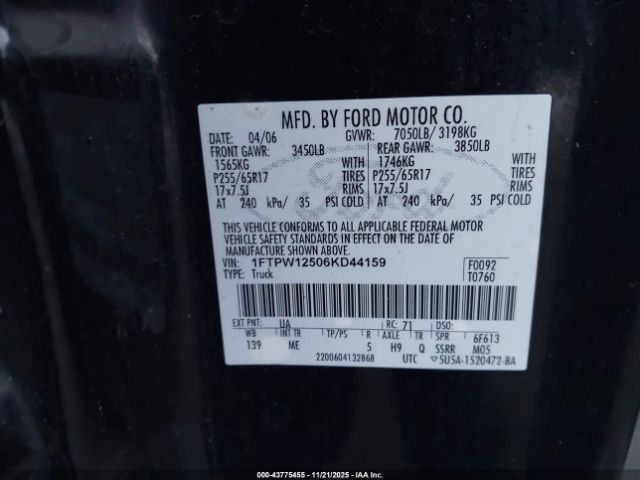 MFD. BY FORD MOTOR CO.
DATE: 04/06 GVWR: 7050LB/ 3198KG
FRONT GAWR: 3450LB REAR GAWR: 3850LB
1565KG WITH 1746KG WITH
P255/65R17 TIRES P255/65R17 TIRES
17x7.5J RIMS 17x7.5J RIMS
AT 240 kPa/ 35 PSI COLD AT 240 kPa/ 35 PSI COLD
THIS VEHICLE CONFORMS TO ALL APPLICABLE FEDERAL MOTOR
VEHICLE SAFETY STANDARDS IN EFFECT ON THE DATE OF
MANUFACTURE SHOWN ABOVE.
VIN: 1FTPW12506KD44159 F0092
TYPE: Truck T0760
EXT PNT: UA RC: 71 DSO:
WB INT TR TP/PS R AXLE TR SPR 6F613
139 ME 5 H9 Q SSRR M05
2200604132868 UTC 5U5A-1520472-BA
000-43775455 - 11/21/2025 - IAAI.COM